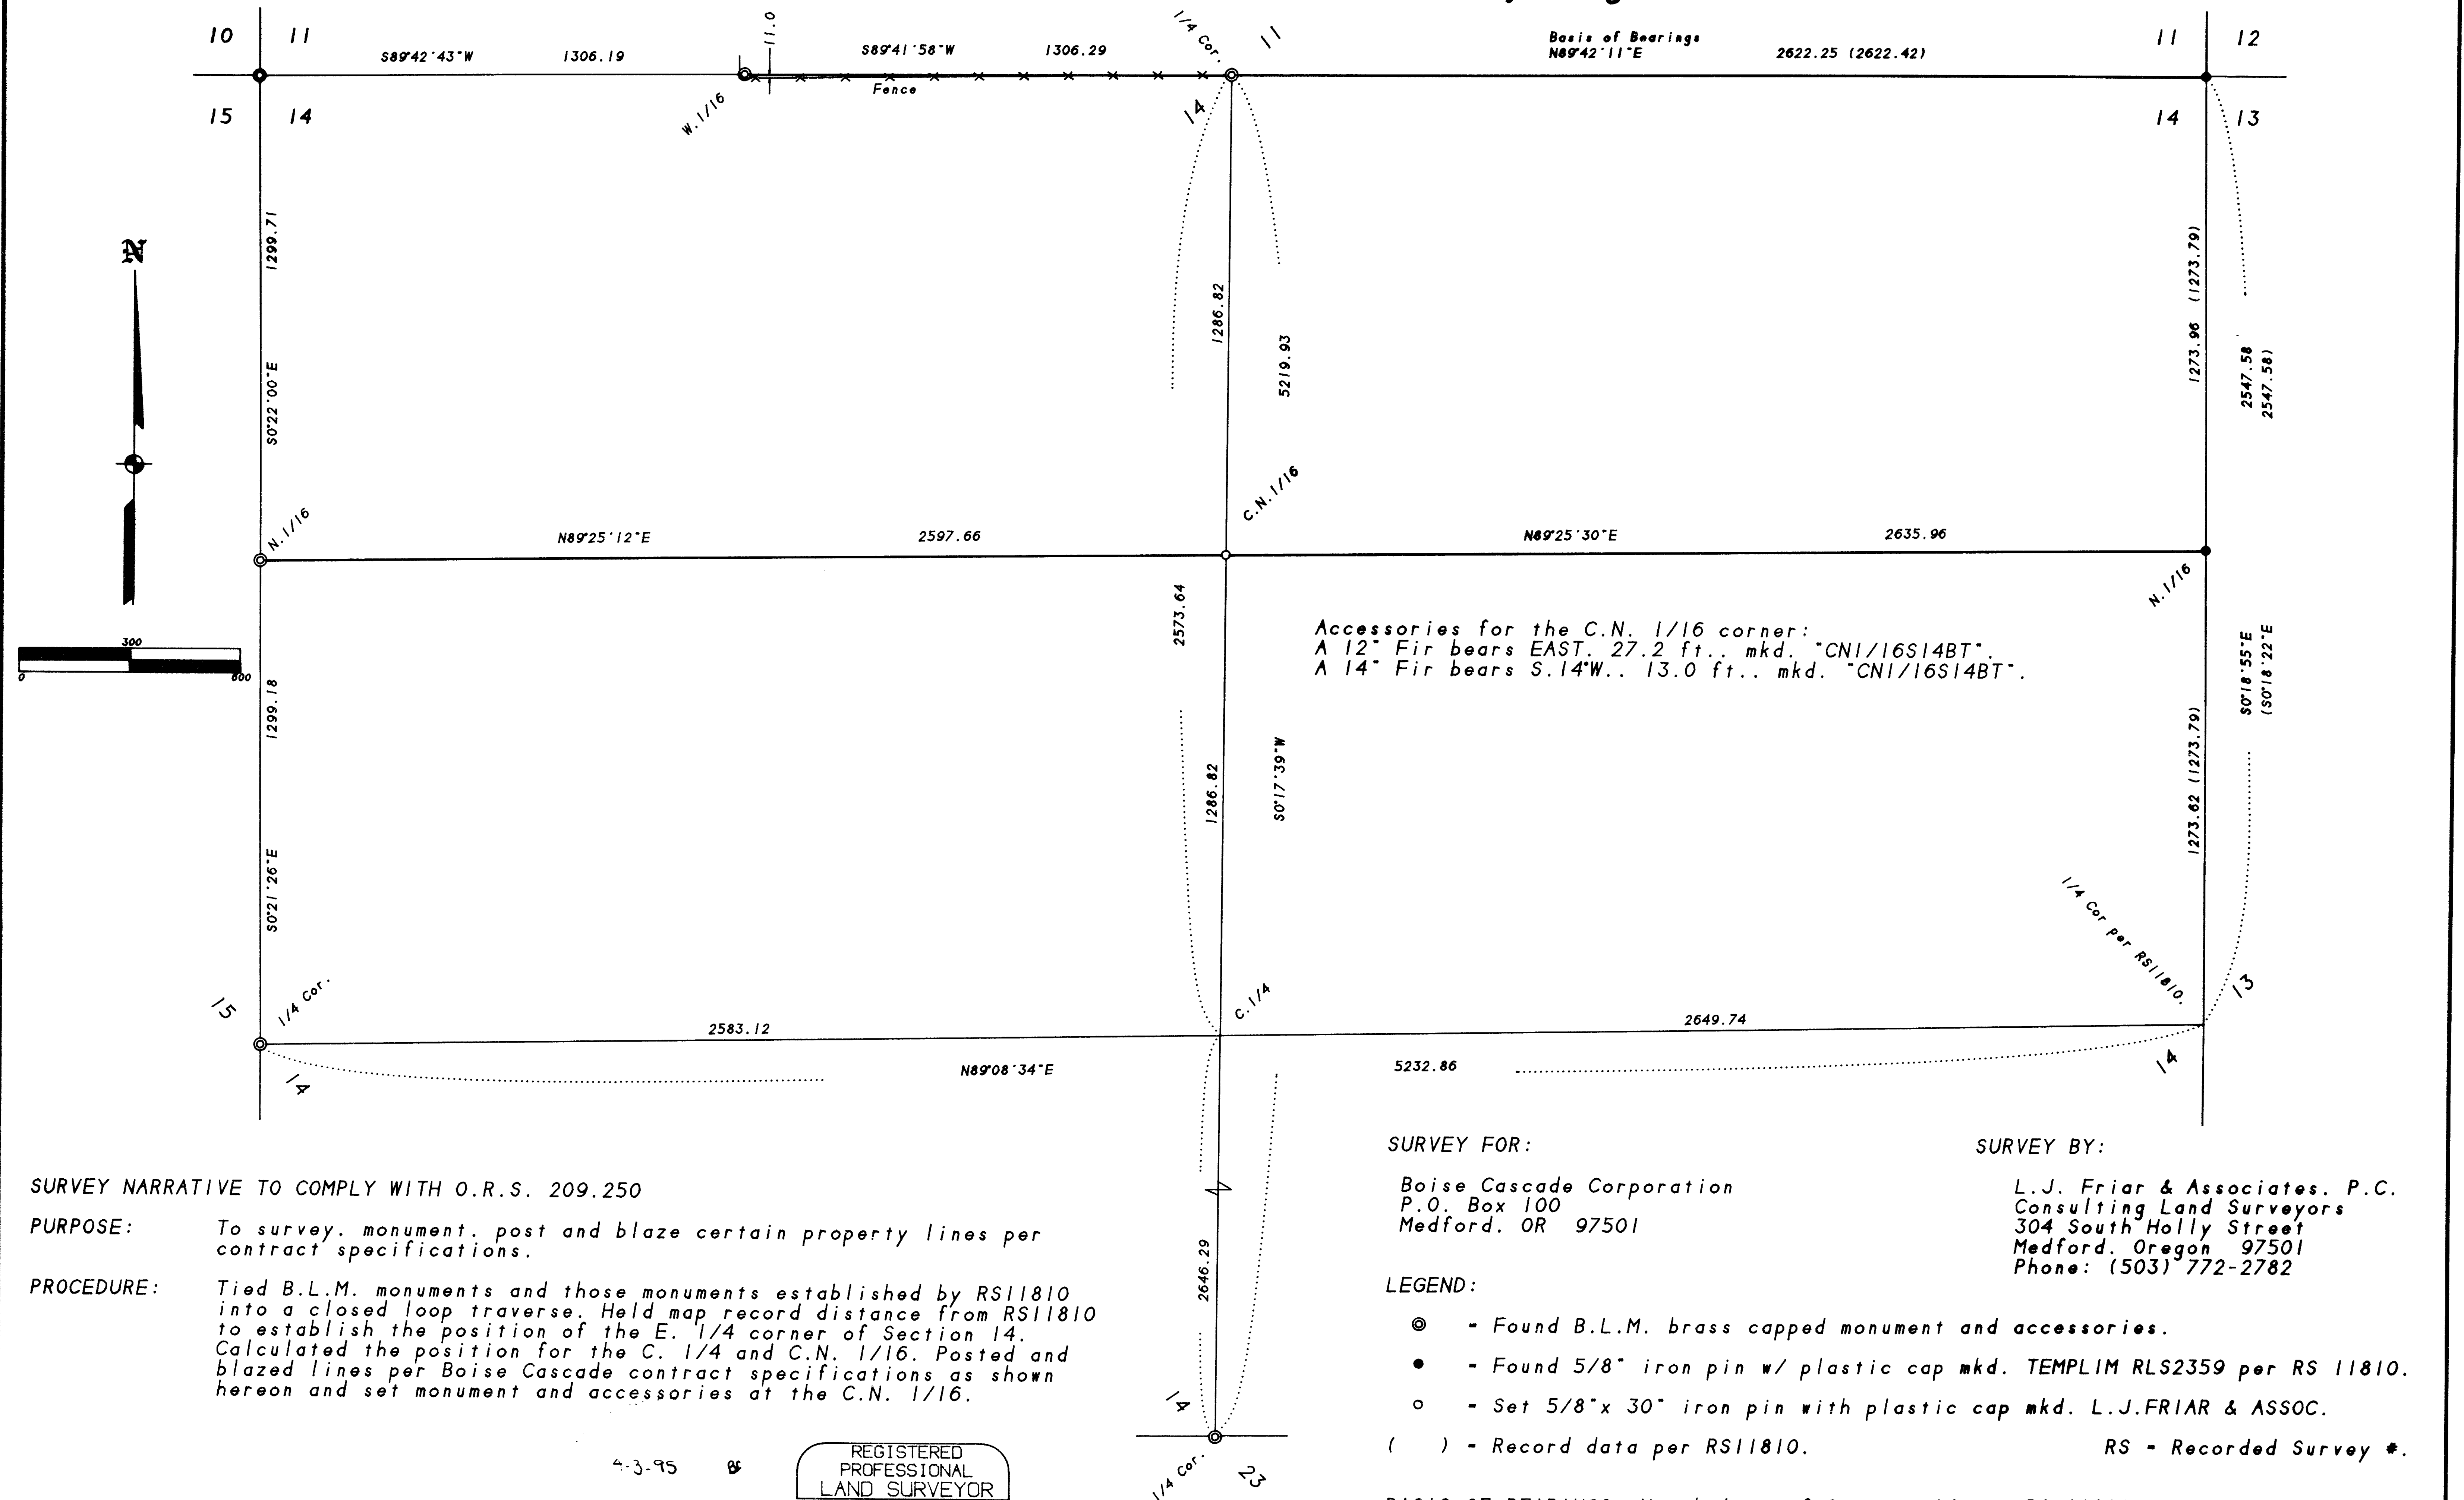 10 11
S89°42'43"W 1306.19
11.0
S89°41'58"W 1306.29
1/4 Cor.
11
Basis of Bearings
N89°42'11"E 2622.25 (2622.42)
11 12
Fence
W.1/16
14
15 14
14 13
N
1299.71
S0°22'00"E
1286.82
5219.93
1273.96 (1273.79)
2547.58
(2547.58)
C.N.1/16
N.1/16
N89°25'12"E 2597.66
N89°25'30"E 2635.96
N.1/16
2573.64
Accessories for the C.N. 1/16 corner:
A 12" Fir bears EAST. 27.2 ft.. mkd. "CN1/16S14BT".
A 14" Fir bears S.14°W.. 13.0 ft.. mkd. "CN1/16S14BT".
300
0 600
1299.18
S0°21'26"E
1286.82
S0°17'39"W
S0°18'55"E
(S0°18'22"E
1273.62 (1273.79)
1/4 Cor per RS11810.
15
1/4 Cor.
C.1/4
13
2583.12
2649.74
14
N89°08'34"E
5232.86
14
SURVEY NARRATIVE TO COMPLY WITH O.R.S. 209.250
PURPOSE: To survey. monument. post and blaze certain property lines per
contract specifications.
PROCEDURE: Tied B.L.M. monuments and those monuments established by RS11810
into a closed loop traverse. Held map record distance from RS11810
to establish the position of the E. 1/4 corner of Section 14.
Calculated the position for the C. 1/4 and C.N. 1/16. Posted and
blazed lines per Boise Cascade contract specifications as shown
hereon and set monument and accessories at the C.N. 1/16.
2646.29
14
1/4 Cor.
23
SURVEY FOR:
Boise Cascade Corporation
P.O. Box 100
Medford. OR 97501
SURVEY BY:
L.J. Friar & Associates. P.C.
Consulting Land Surveyors
304 South Holly Street
Medford. Oregon 97501
Phone: (503) 772-2782
LEGEND:
- Found B.L.M. brass capped monument and accessories.
- Found 5/8" iron pin w/ plastic cap mkd. TEMPLIM RLS2359 per RS 11810.
- Set 5/8"x 30" iron pin with plastic cap mkd. L.J.FRIAR & ASSOC.
( ) - Record data per RS11810.
RS - Recorded Survey #.
4-3-95
REGISTERED
PROFESSIONAL
LAND SURVEYOR